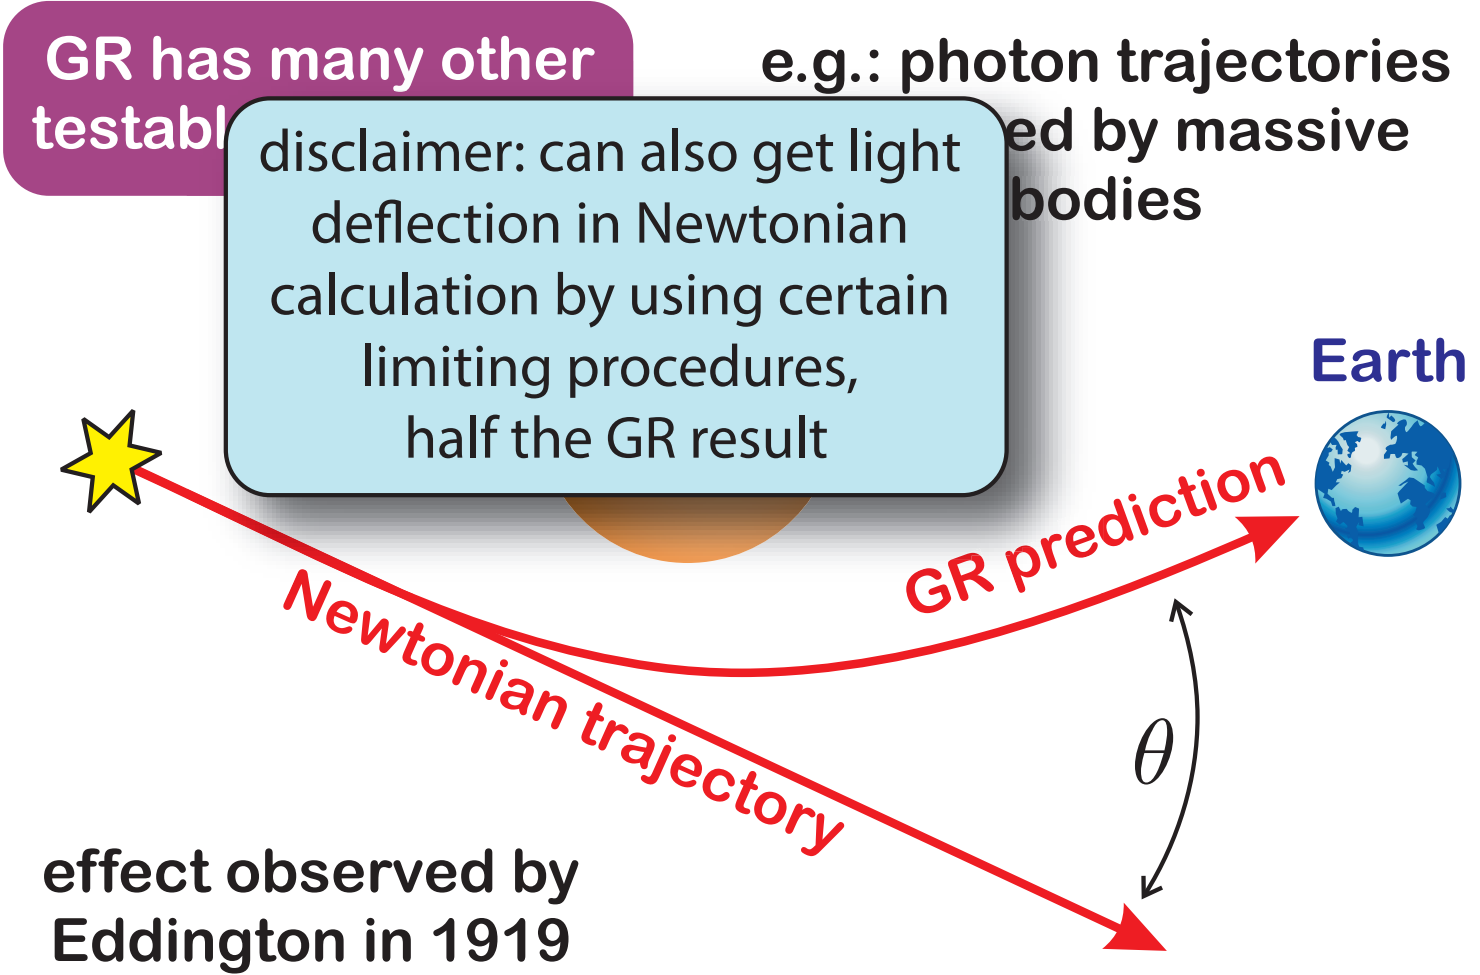 GR has many other
e.g.: photon trajectories
by massive
bodies
disclaimer: can also get light
deflection in Newtonian
calculation by using certain
limiting procedures,
half the GR result
Earth
GR prediction
Newtonian trajectory
θ
effect observed by
Eddington in 1919